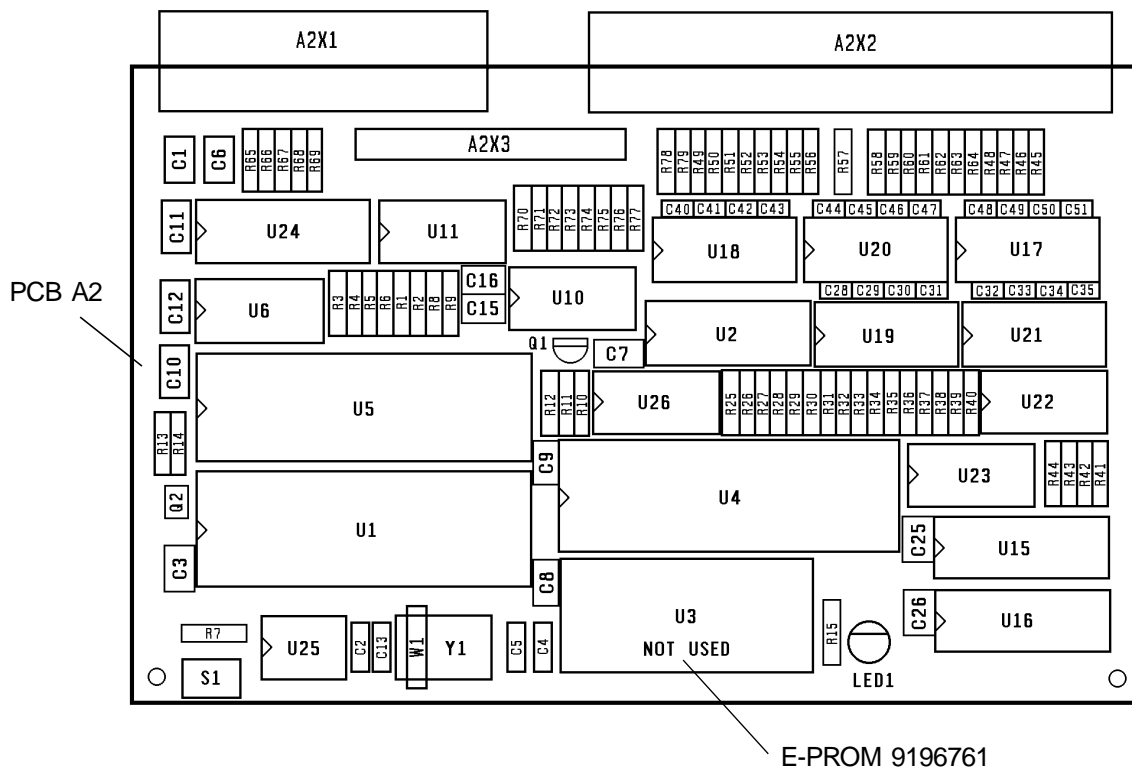 A2X1
A2X2
A2X3
C1
C6
R65
R66
R67
R68
R69
R78
R79
R49
R50
R51
R52
R53
R54
R55
R56
R57
R58
R59
R60
R61
R62
R63
R64
R48
R47
R46
R45
C11
U24
U11
R70
R71
R72
R73
R74
R75
R76
R77
C40
C41
C42
C43
C44
C45
C46
C47
C48
C49
C50
C51
U18
U20
U17
PCB A2
C12
U6
R3
R4
R5
R6
R1
R2
R8
R9
C16
C15
U10
C28
C29
C30
C31
C32
C33
C34
C35
U2
U19
U21
Q1
C7
C10
U5
R12
R11
R10
U26
R25
R26
R27
R28
R29
R30
R31
R32
R33
R34
R35
R36
R37
R38
R39
R40
U22
R13
R14
C9
U4
U23
R44
R43
R42
R41
Q2
U1
C25
U15
C3
C8
U3
NOT USED
C26
U16
R7
U25
C2
C13
W1
Y1
C5
C4
R15
S1
LED1
E-PROM 9196761